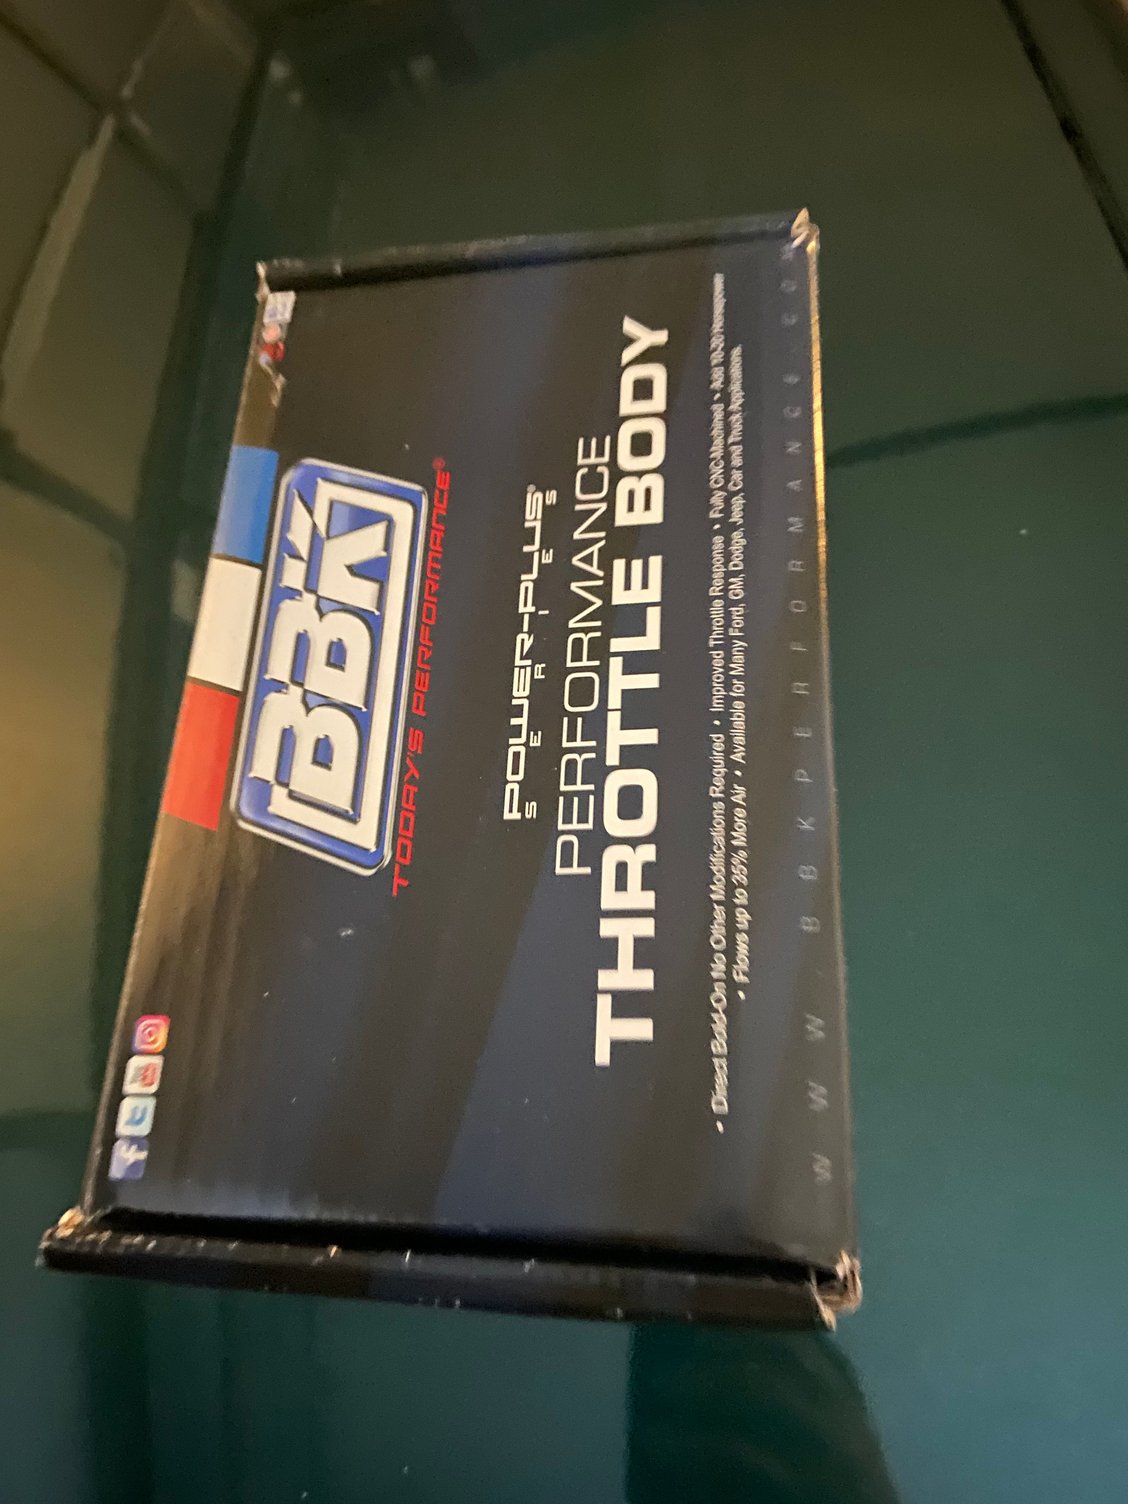 BBK
TODAY'S PERFORMANCE®
POWER-PLUS®
SERIES
PERFORMANCE
THROTTLE BODY
• Direct Bolt-On No Other Modifications Required • Improved Throttle Response • Fully CNC-Machined • Add 10-20 Horsepower
• Flows up to 35% More Air • Available for Many Ford, GM, Dodge, Jeep, Car and Truck Applications.
WWW.BBKPERFORMANCE.COM